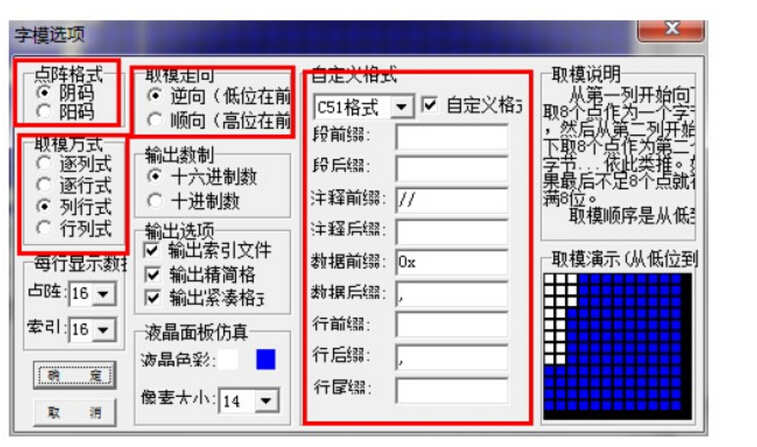 字模选项
点阵格式
阴码
阳码
取模方式
逐列式
逐行式
列行式
行列式
每行显示数据
点阵: 16
索引: 16
确 定
取 消
取模走向
逆向（低位在前
顺向（高位在前
输出数制
十六进制数
十进制数
输出选项
输出索引文件
输出精简格
输出紧凑格式
液晶面板仿真
液晶色彩:
像素大小: 14
自定义格式
C51格式 自定义格式
段前缀:
段后缀:
注释前缀: //
注释后缀:
数据前缀: 0x
数据后缀: ,
行前缀:
行后缀: ,
行尾缀:
取模说明
从第一列开始向下
取8个点作为一个字节
，然后从第二列开始
下取8个点作为第二个
字节...依此类推。如
果最后不足8个点就补
满8位。
取模顺序是从低到
取模演示(从低位到